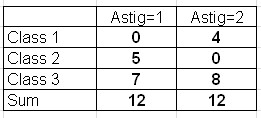 Astig=1 Astig=2
Class 1 0 4
Class 2 5 0
Class 3 7 8
Sum 12 12